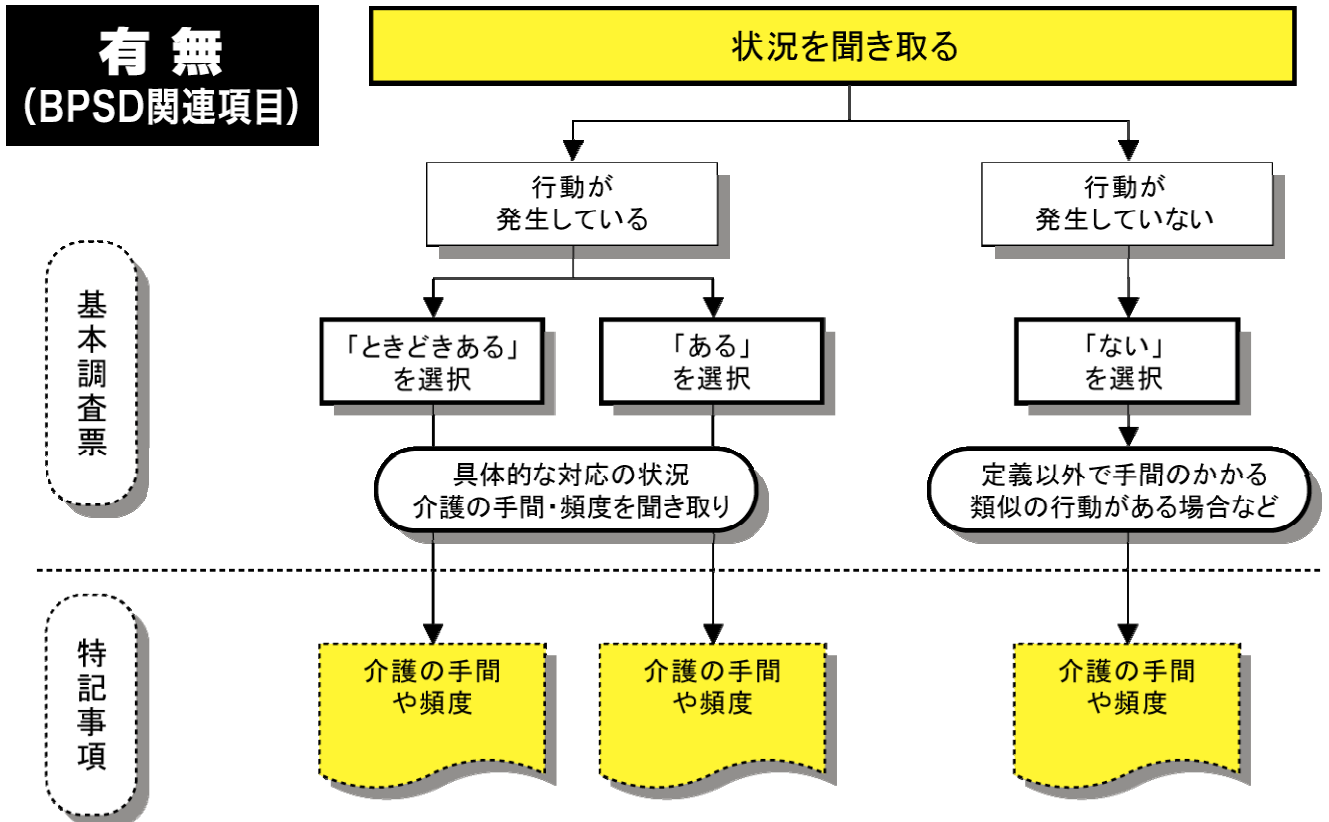 有 無
(BPSD関連項目)
状況を聞き取る
行動が
発生している
行動が
発生していない
基本調査票
「ときどきある」
を選択
「ある」
を選択
「ない」
を選択
具体的な対応の状況
介護の手間・頻度を聞き取り
定義以外で手間のかかる
類似の行動がある場合など
特記事項
介護の手間
や頻度
介護の手間
や頻度
介護の手間
や頻度